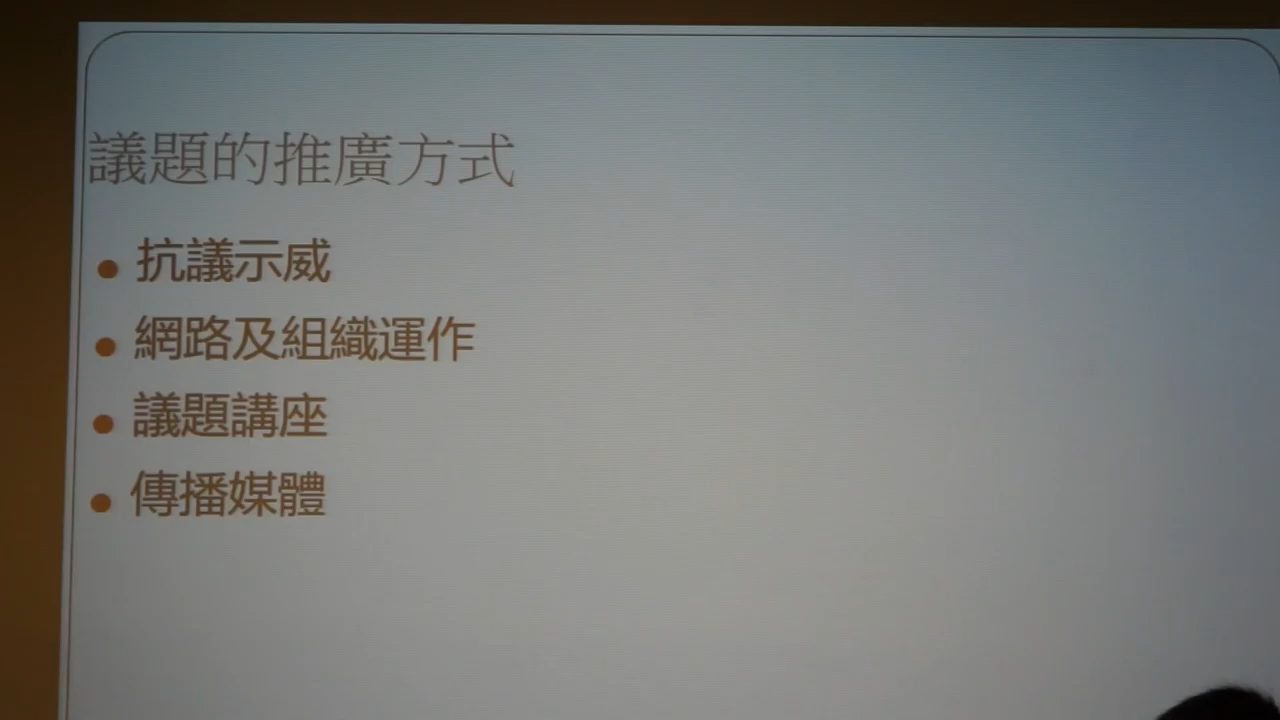 議題的推廣方式
抗議示威
網路及組織運作
議題講座
傳播媒體